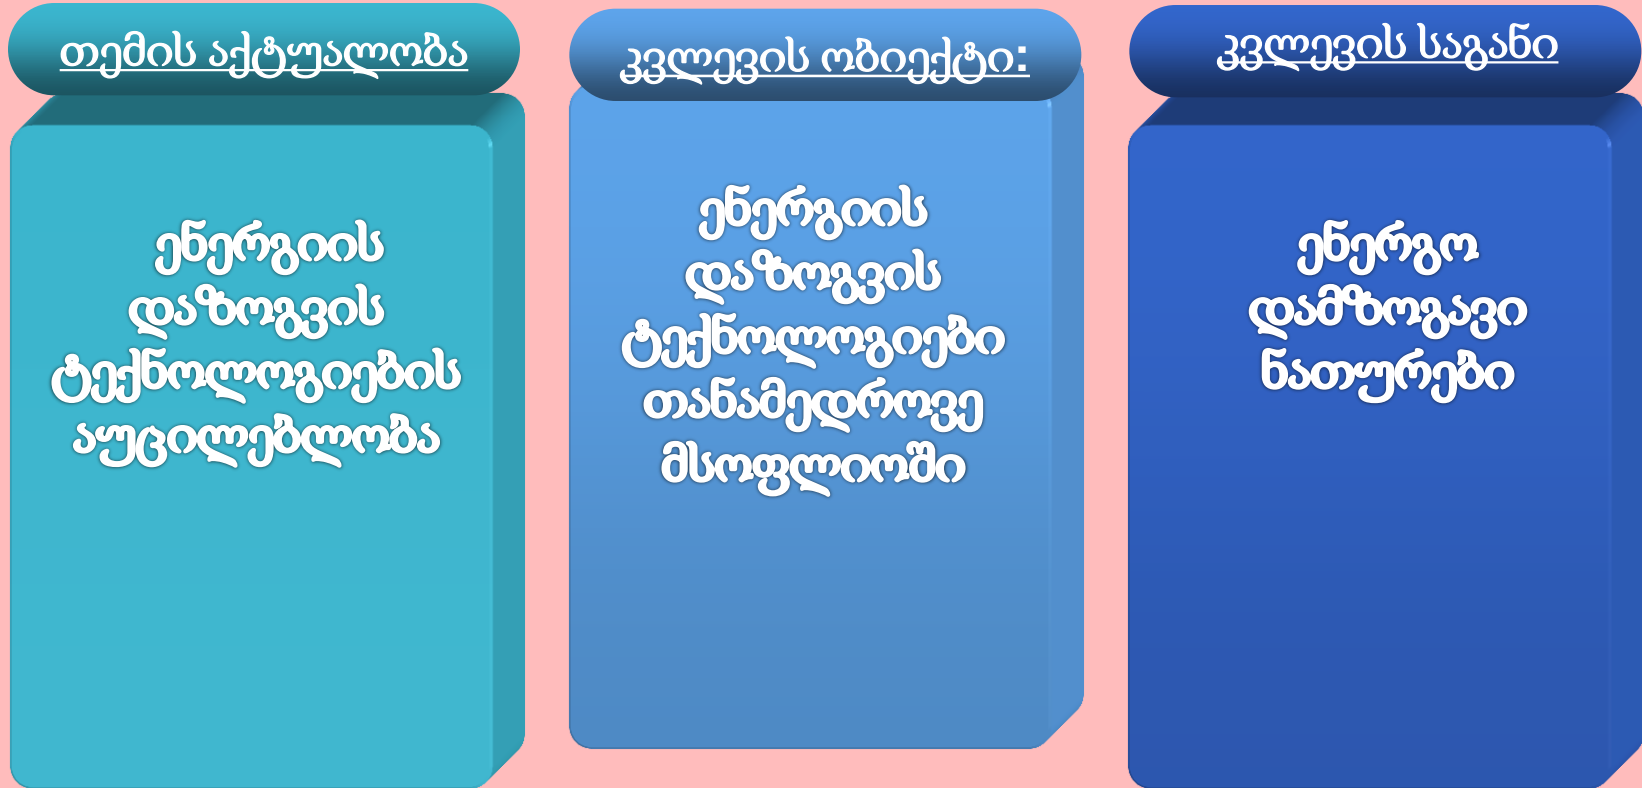 თემის აქტუალობა
ენერგიის
დაზოგვის
ტექნოლოგიების
აუცილებლობა
კვლევის ობიექტი:
ენერგიის
დაზოგვის
ტექნოლოგიები
თანამედროვე
მსოფლიოში
კვლევის საგანი
ენერგო
დამზოგავი
ნათურები